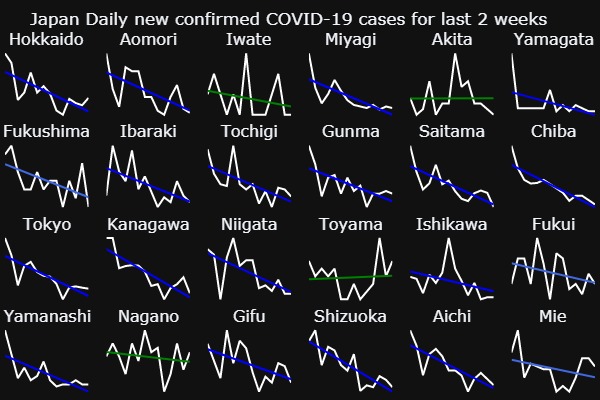 Japan Daily new confirmed COVID-19 cases for last 2 weeks
Hokkaido Aomori Iwate Miyagi Akita Yamagata
Fukushima Ibaraki Tochigi Gunma Saitama Chiba
Tokyo Kanagawa Niigata Toyama Ishikawa Fukui
Yamanashi Nagano Gifu Shizuoka Aichi Mie